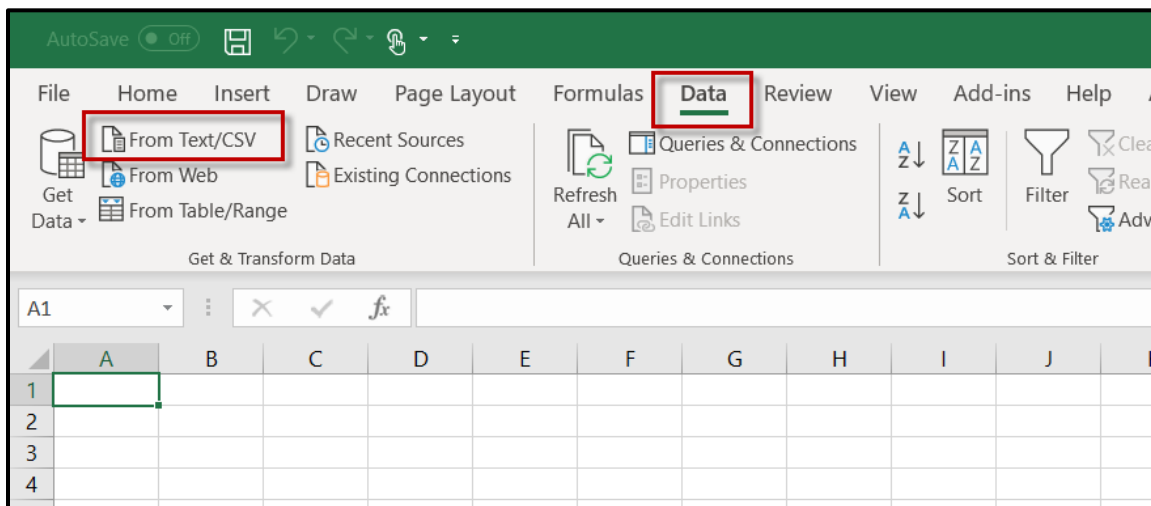 AutoSave Off
File Home Insert Draw Page Layout Formulas Data Review View Add-ins Help
From Text/CSV
From Web
From Table/Range
Get
Data
Recent Sources
Existing Connections
Get & Transform Data
Refresh
All
Queries & Connections
Properties
Edit Links
Queries & Connections
Sort
Filter
Sort & Filter
A1
fx
A B C D E F G H I J
1
2
3
4